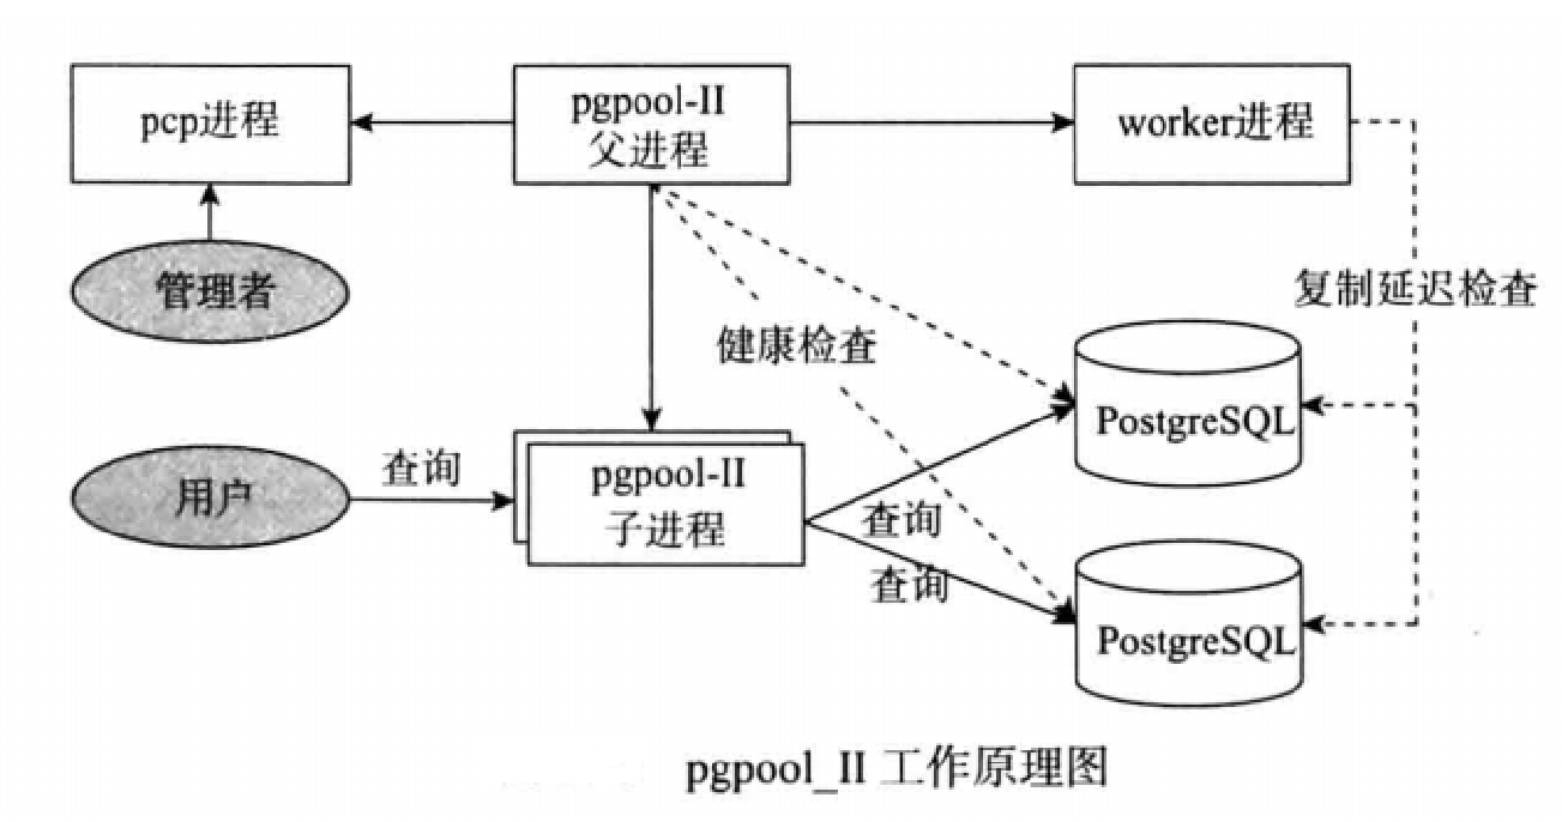 pcp进程
pgpool-II
父进程
worker进程
管理者
复制延迟检查
健康检查
PostgreSQL
用户
查询
pgpool-II
子进程
查询
查询
PostgreSQL
pgpool_II 工作原理图